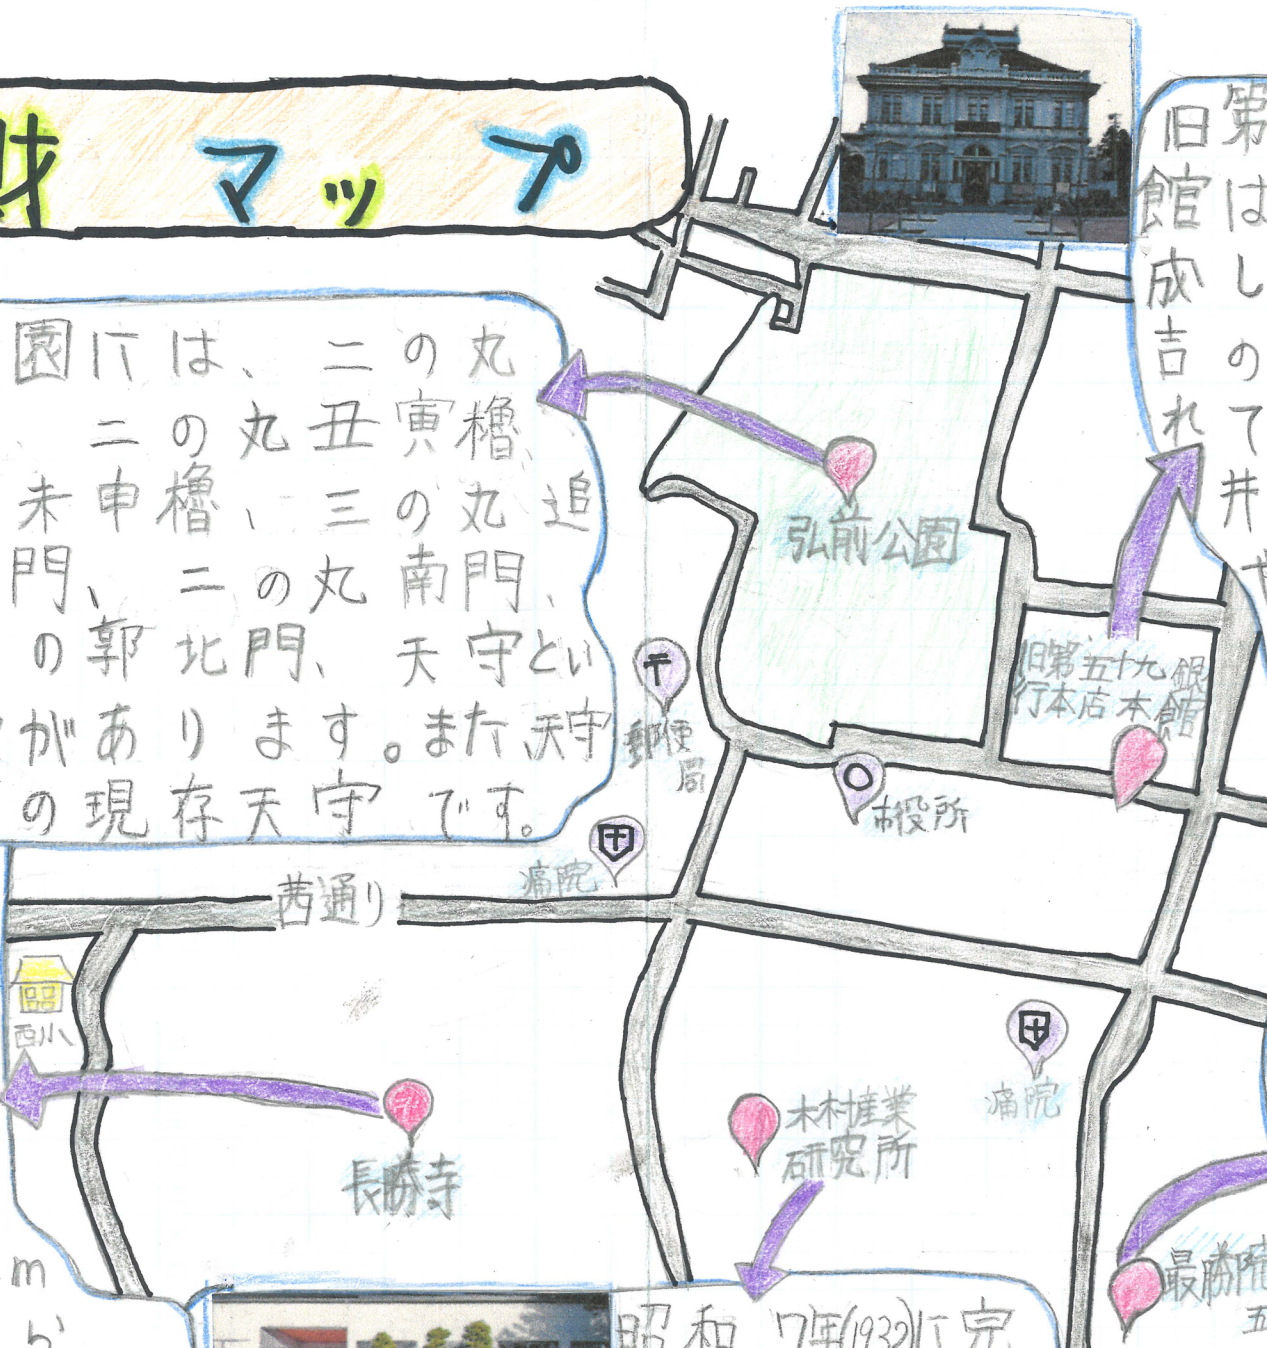 財マップ
第
はしのて井
旧館成吉れ
園には、二の丸
、二の丸丑寅櫓、
未申櫓、三の丸追
門、二の丸南門、
の郭北門、天守とい
があります。また天守
の現存天守です。
弘前公園
旧第五十九銀
行本店本館
郵便
局
市役所
病院
茜通り
西小
病院
長勝寺
木村産業
研究所
最勝院
五
昭和7年(1932)に完
m